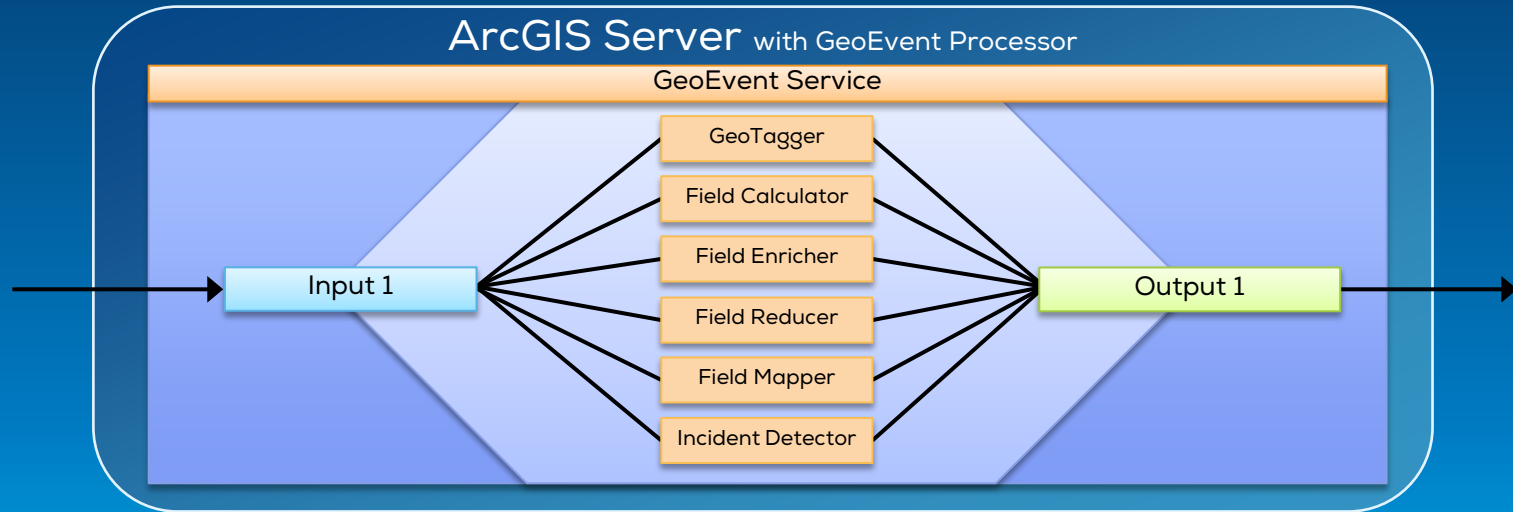 ArcGIS Server with GeoEvent Processor
GeoEvent Service
GeoTagger
Field Calculator
Field Enricher
Input 1
Output 1
Field Reducer
Field Mapper
Incident Detector